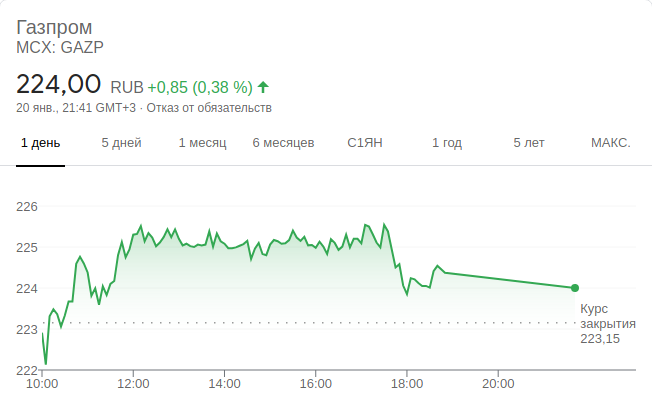 Газпром
MCX: GAZP
224,00 RUB +0,85 (0,38 %)
20 янв., 21:41 GMT+3 · Отказ от обязательств
1 день 5 дней 1 месяц 6 месяцев С1ЯН 1 год 5 лет МАКС.
226
225
224
Курс
закрытия
223,15
223
222
10:00 12:00 14:00 16:00 18:00 20:00